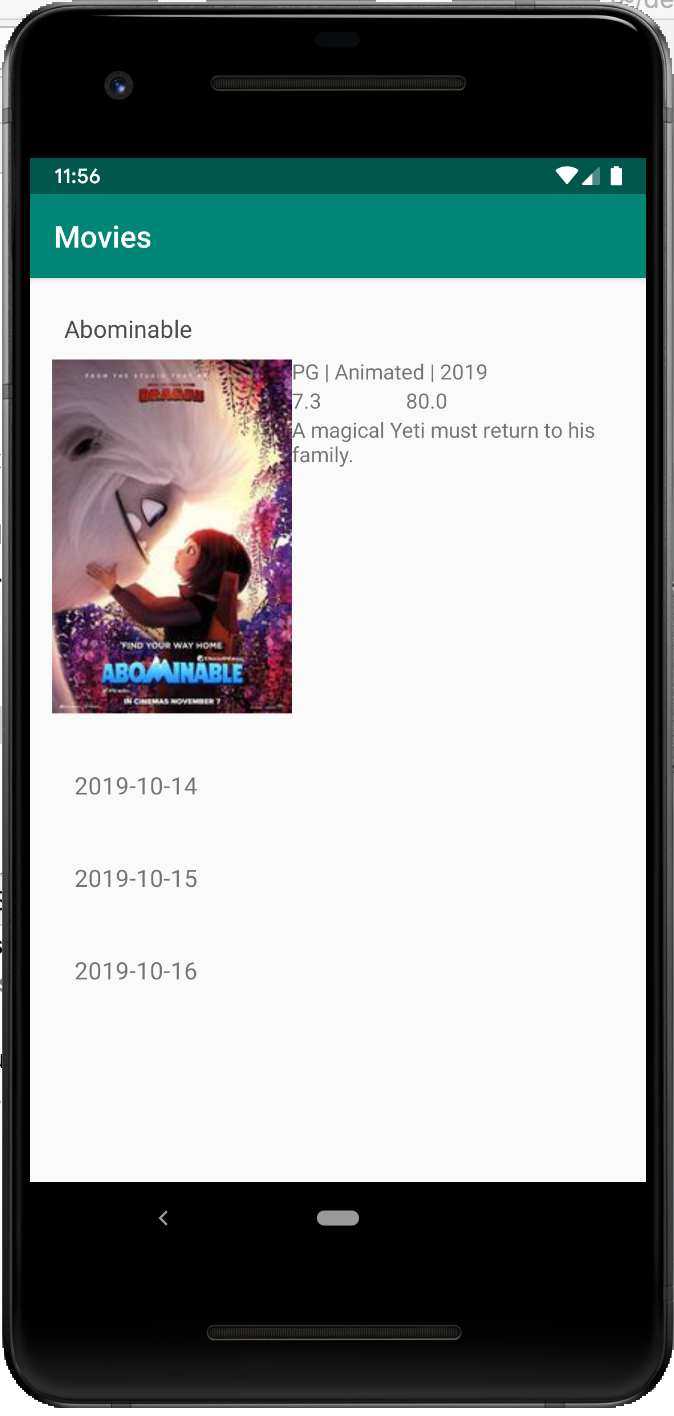 11:56
Movies
Abominable
PG | Animated | 2019
7.3 80.0
A magical Yeti must return to his
family.
FROM THE STUDIO THAT
DRAGON
FIND YOUR WAY HOME
ABOMINABLE
IN CINEMAS NOVEMBER 7
2019-10-14
2019-10-15
2019-10-16